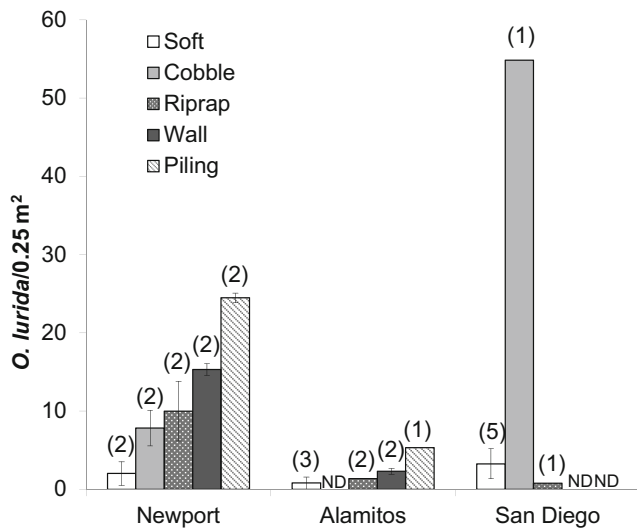 60
50
40
30
20
10
0
O. lurida/0.25 m²
Soft
Cobble
Riprap
Wall
Piling
(2)
(2)
(2)
(2)
(2)
(3)
ND
(2)
(2)
(1)
(5)
(1)
(1)
NDND
Newport Alamitos San Diego